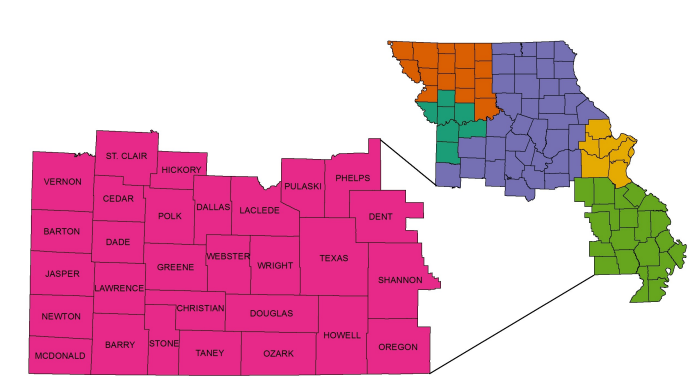 ST. CLAIR
HICKORY
VERNON
PULASKI
PHELPS
CEDAR
DALLAS
LACLEDE
POLK
DENT
BARTON
DADE
WEBSTER
TEXAS
GREENE
WRIGHT
JASPER
SHANNON
LAWRENCE
CHRISTIAN
DOUGLAS
NEWTON
HOWELL
BARRY
STONE
OREGON
MCDONALD
TANEY
OZARK